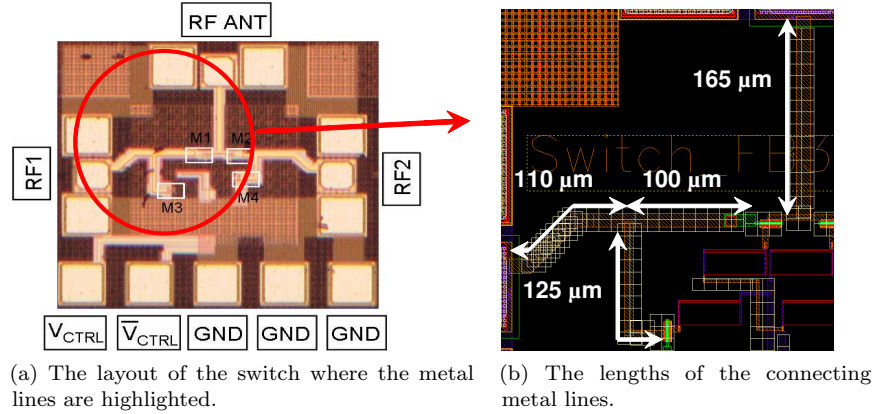 RF ANT
M1
M2
RF1
RF2
M3
M4
VCTRL
V̅CTRL
GND
GND
GND
165 µm
Switch_FB6
110 µm
100 µm
125 µm
(a) The layout of the switch where the metal
lines are highlighted.
(b) The lengths of the connecting
metal lines.